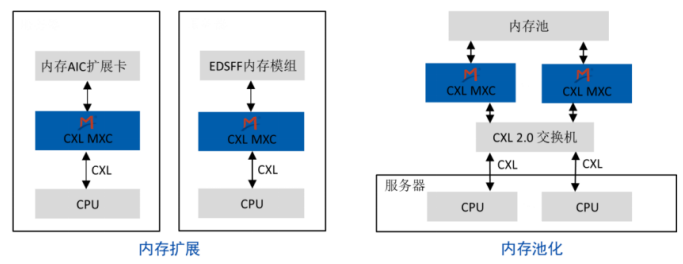 内存AIC扩展卡
CXL MXC
CXL
CPU
EDSFF内存模组
CXL MXC
CXL
CPU
内存扩展
内存池
CXL MXC
CXL MXC
CXL 2.0 交换机
CXL
CXL
服务器
CPU
CPU
内存池化